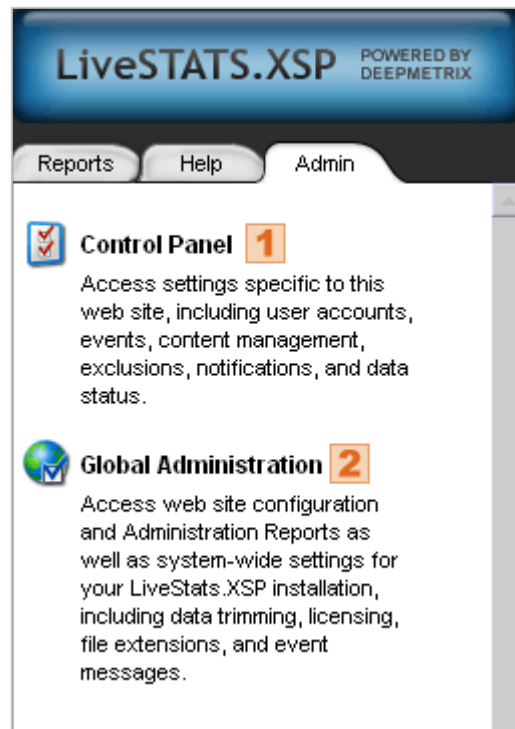 LiveSTATS.XSP POWERED BY
DEEPMETRIX
Reports Help Admin
Control Panel 1
Access settings specific to this
web site, including user accounts,
events, content management,
exclusions, notifications, and data
status.
Global Administration 2
Access web site configuration
and Administration Reports as
well as system-wide settings for
your LiveStats.XSP installation,
including data trimming, licensing,
file extensions, and event
messages.